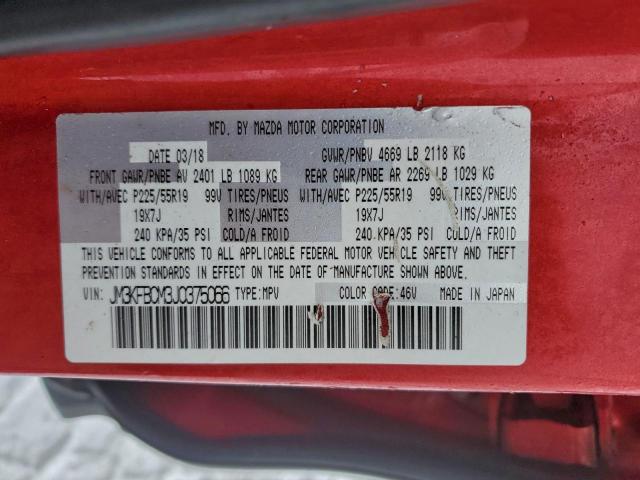 MFD. BY MAZDA MOTOR CORPORATION
DATE 03/18 GVWR/PNBV 4669 LB 2118 KG
FRONT GAWR/PNBE AV 2401 LB 1089 KG REAR GAWR/PNBE AR 2269 LB 1029 KG
WITH/AVEC P225/55R19 99V TIRES/PNEUS WITH/AVEC P225/55R19 99V TIRES/PNEUS
19X7J RIMS/JANTES 19X7J RIMS/JANTES
240 KPA/35 PSI COLD/A FROID 240 KPA/35 PSI COLD/A FROID
THIS VEHICLE CONFORMS TO ALL APPLICABLE FEDERAL MOTOR VEHICLE SAFETY AND THEFT
PREVENTION STANDARDS IN EFFECT ON THE DATE OF MANUFACTURE SHOWN ABOVE.
VIN: JM3KFBCM3J0375066 TYPE:MPV COLOR CODE:46V MADE IN JAPAN